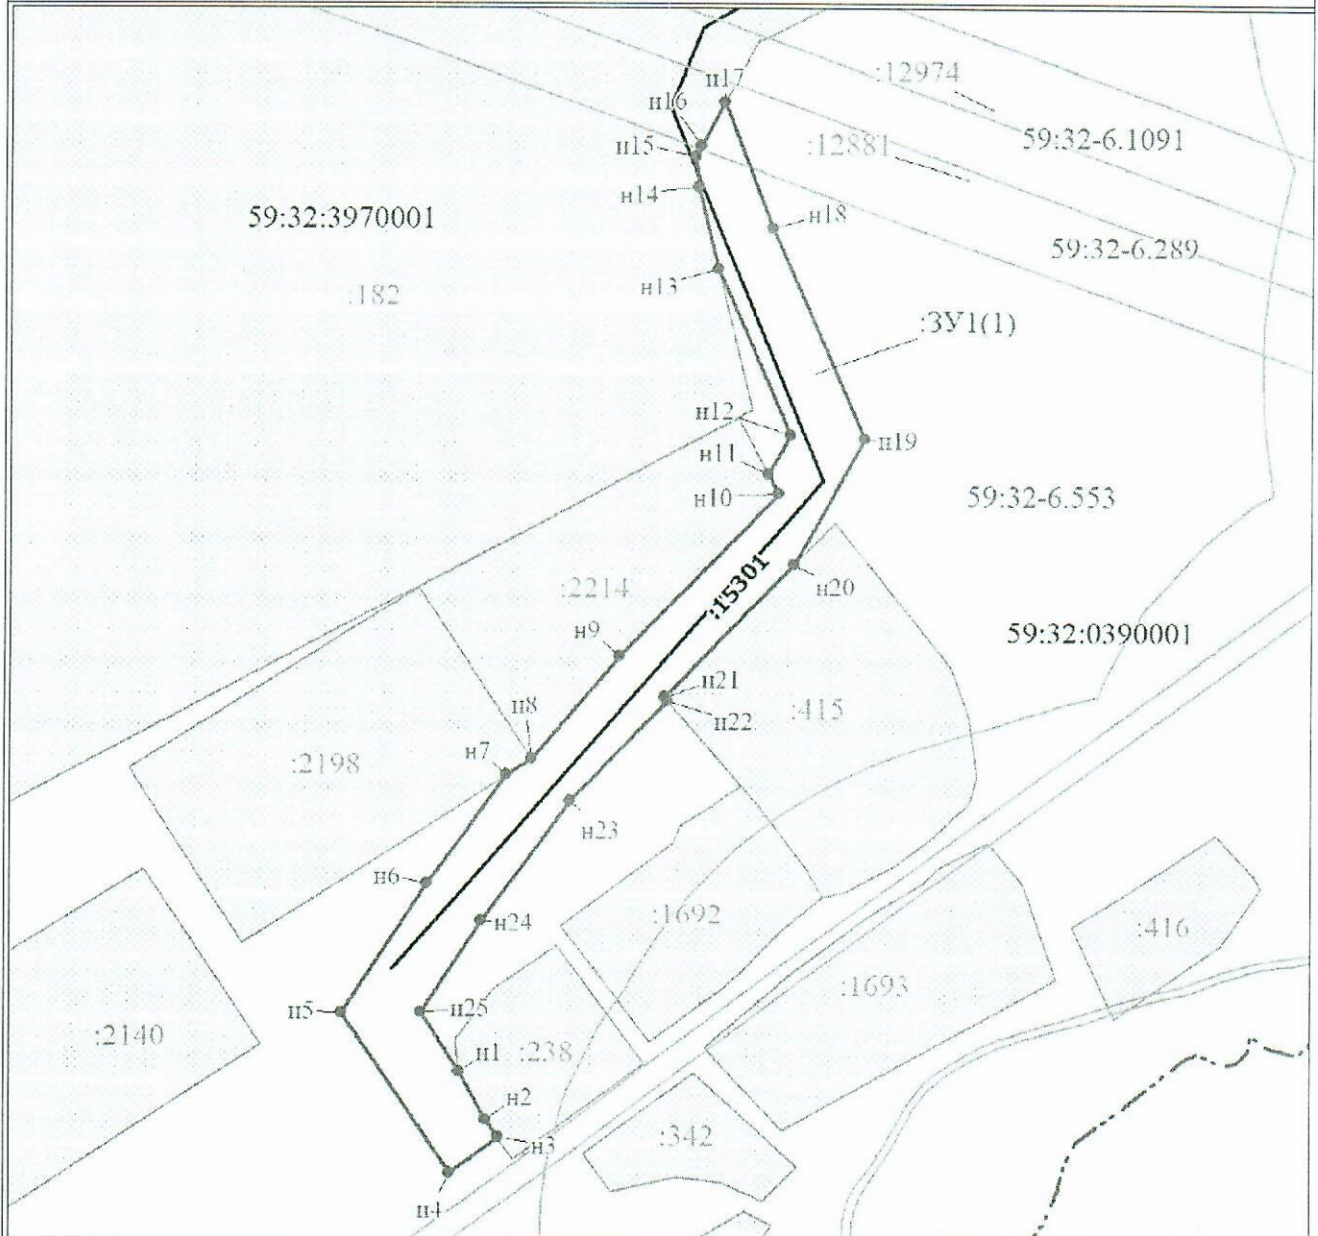 :12974
н17
н16
59:32-6.1091
н15
:12881
н14
59:32:3970001
н18
59:32-6.289
н13
:182
:ЗУ1(1)
н12
н19
н11
н10
59:32-6.553
:15301
н20
:2214
н9
59:32:0390001
н21
:415
н22
н8
н7
:2198
н23
н6
н24
:1692
:416
:1693
н5
н25
:2140
н1
:238
н2
н3
:342
н4